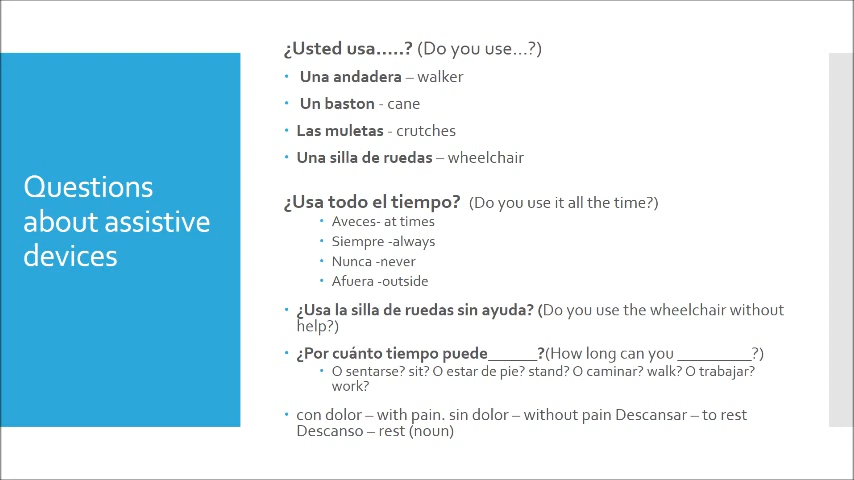 Questions
about assistive
devices
¿Usted usa.....? (Do you use...?)
Una andadera – walker
Un baston - cane
Las muletas - crutches
Una silla de ruedas – wheelchair
¿Usa todo el tiempo? (Do you use it all the time?)
Aveces- at times
Siempre -always
Nunca -never
Afuera -outside
¿Usa la silla de ruedas sin ayuda? (Do you use the wheelchair without
help?)
¿Por cuánto tiempo puede______?(How long can you _________?)
O sentarse? sit? O estar de pie? stand? O caminar? walk? O trabajar?
work?
con dolor – with pain. sin dolor – without pain Descansar – to rest
Descanso – rest (noun)